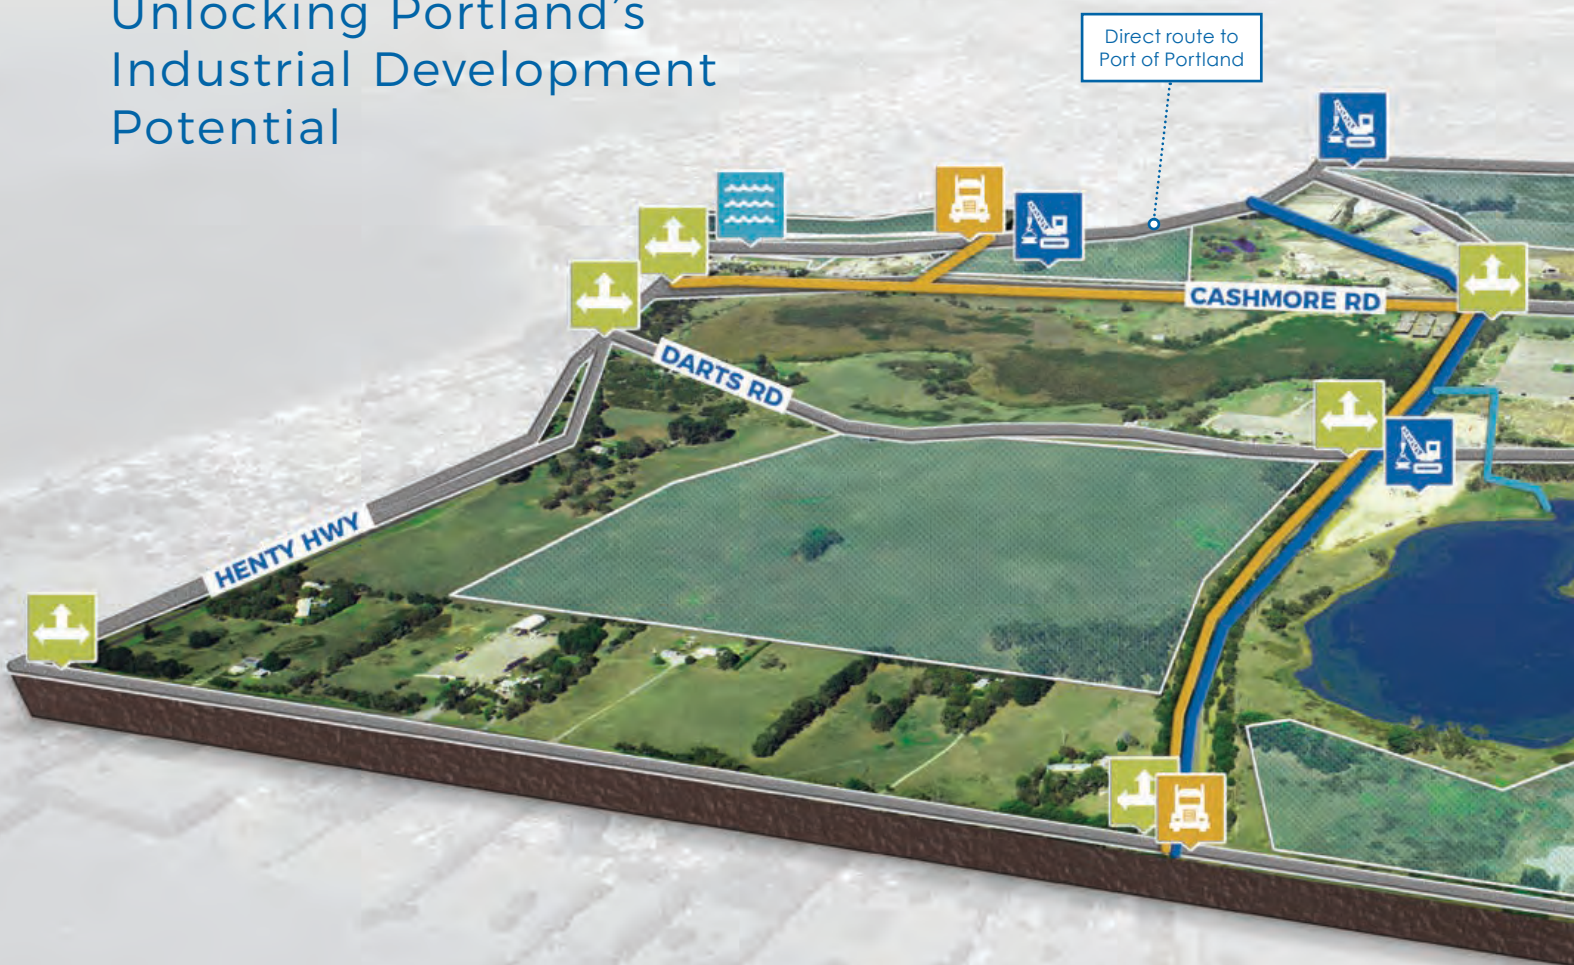 Unlocking Portland's
Industrial Development
Potential
Direct route to
Port of Portland
CASHMORE RD
DARTS RD
HENTY HWY